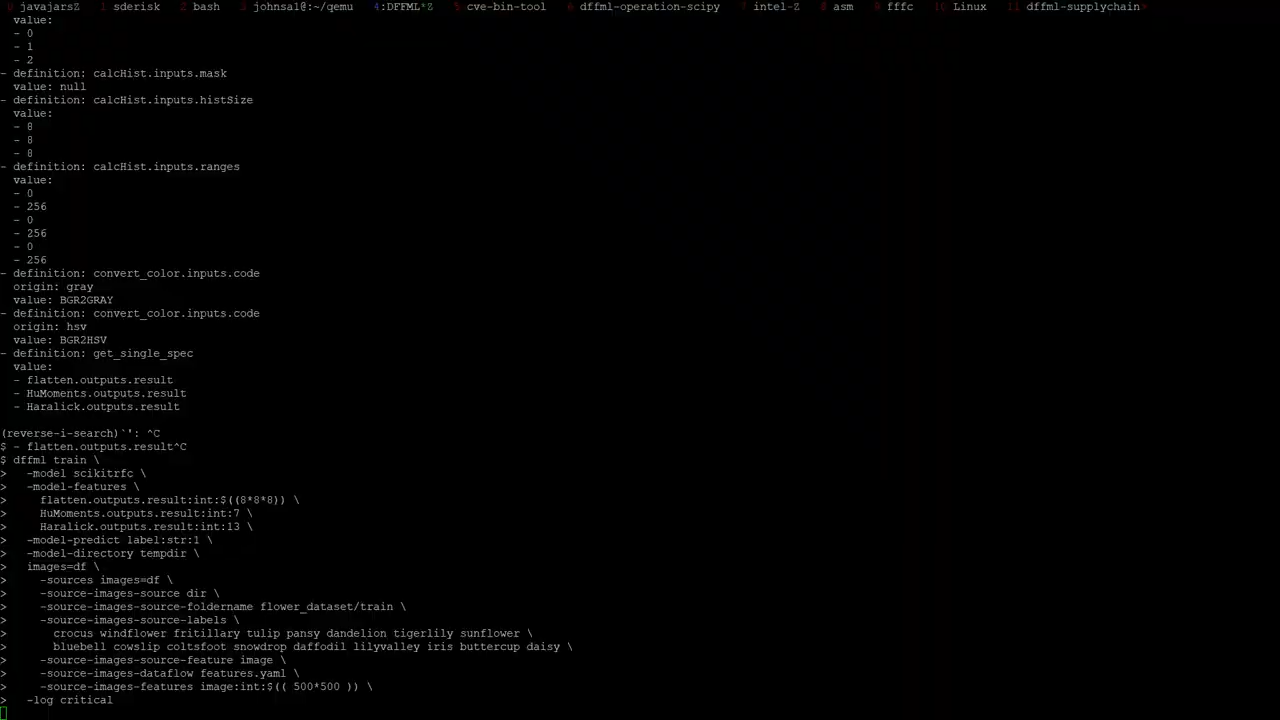 0 javajarsZ  1 sderisk  2 bash  3 johnsal@:~/qemu  4:DFFML*Z  5 cve-bin-tool  6 dffml-operation-scipy  7 intel-Z  8 asm  9 fffc  10 Linux  11 dffml-supplychain>
  value:
  - 0
  - 1
  - 2
- definition: calcHist.inputs.mask
  value: null
- definition: calcHist.inputs.histSize
  value:
  - 8
  - 8
  - 8
- definition: calcHist.inputs.ranges
  value:
  - 0
  - 256
  - 0
  - 256
  - 0
  - 256
- definition: convert_color.inputs.code
  origin: gray
  value: BGR2GRAY
- definition: convert_color.inputs.code
  origin: hsv
  value: BGR2HSV
- definition: get_single_spec
  value:
  - flatten.outputs.result
  - HuMoments.outputs.result
  - Haralick.outputs.result
(reverse-i-search)`': ^C
$ - flatten.outputs.result^C
$ dffml train \
>   -model scikitrfc \
>   -model-features \
>     flatten.outputs.result:int:$((8*8*8)) \
>     HuMoments.outputs.result:int:7 \
>     Haralick.outputs.result:int:13 \
>   -model-predict label:str:1 \
>   -model-directory tempdir \
>   images=df \
>     -sources images=df \
>     -source-images-source dir \
>     -source-images-source-foldername flower_dataset/train \
>     -source-images-source-labels \
>       crocus windflower fritillary tulip pansy dandelion tigerlily sunflower \
>       bluebell cowslip coltsfoot snowdrop daffodil lilyvalley iris buttercup daisy \
>     -source-images-source-feature image \
>     -source-images-dataflow features.yaml \
>     -source-images-features image:int:$(( 500*500 )) \
>   -log critical